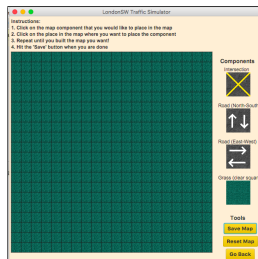 LondonSW Traffic Simulator
Instructions:
1. Click on the map component that you would like to place in the map
2. Click on the place in the map where you want to place the component
3. Repeat until you built the map you want!
4. Hit the 'Save' button when you are done
Components
Intersection
Road (North-South
Road (East-West)
Grass (clear squar
Tools
Save Map
Reset Map
Go Back